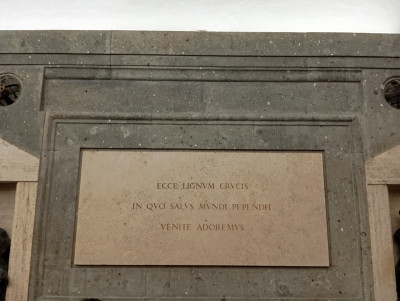 ECCE LIGNVM CRVCIS
IN QVO SALVS MVNDI PEPENDIT
VENITE ADOREMVS